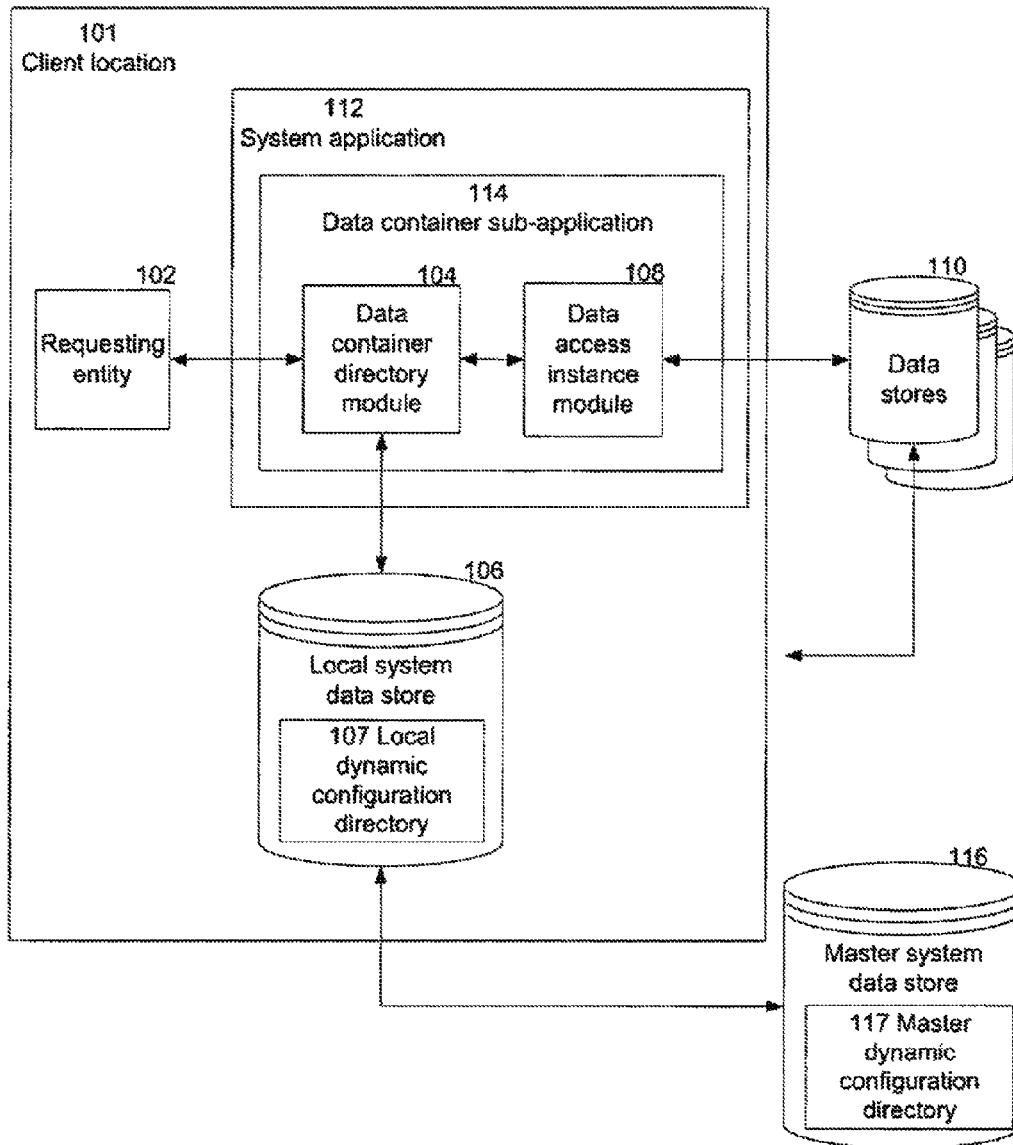 101
Client location
112
System application
114
Data container sub-application
102
Requesting
entity
104
Data
container
directory
module
108
Data
access
instance
module
110
Data
stores
106
Local system
data store
107 Local
dynamic
configuration
directory
116
Master system
data store
117 Master
dynamic
configuration
directory